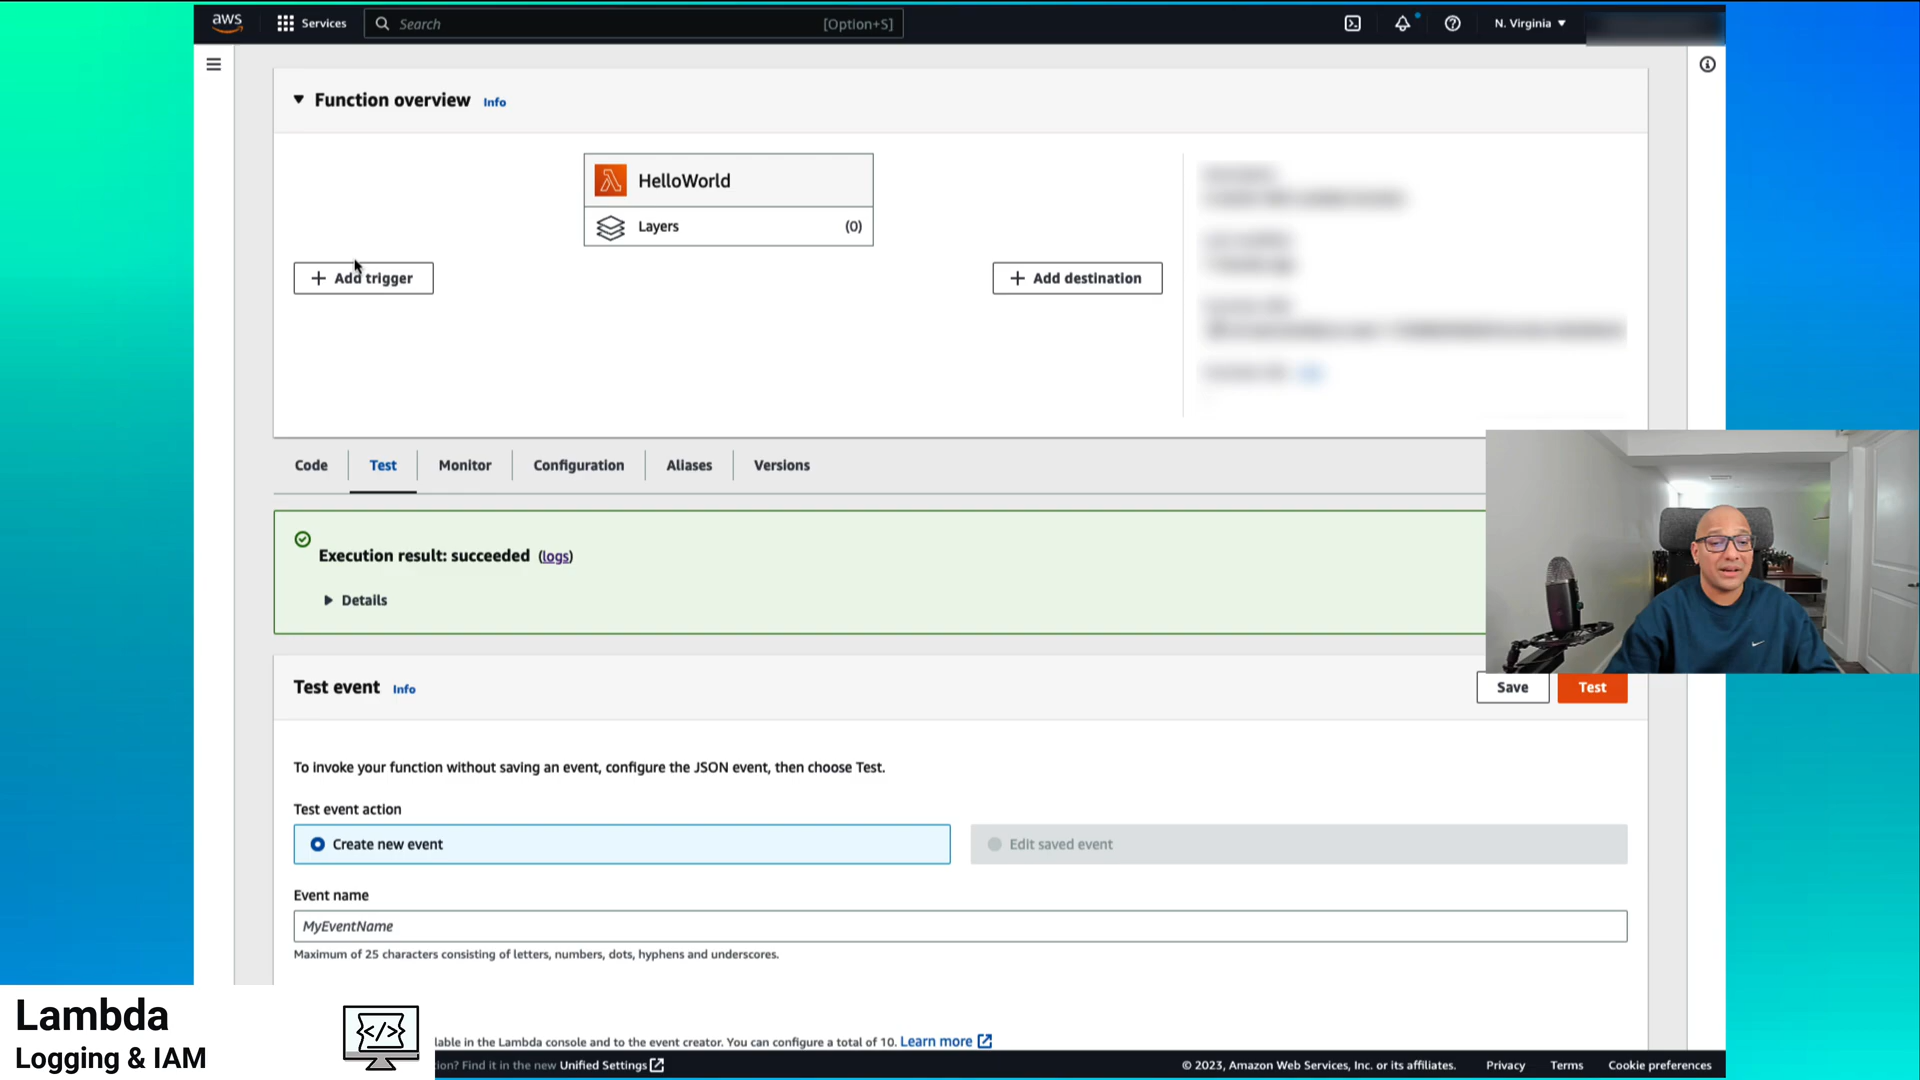 aws
Services
Search
[Option+S]
N. Virginia
Function overview
Info
HelloWorld
Layers
(0)
Add trigger
Add destination
Code
Test
Monitor
Configuration
Aliases
Versions
Execution result: succeeded (logs)
Details
Test event
Info
Save
Test
To invoke your function without saving an event, configure the JSON event, then choose Test.
Test event action
Create new event
Edit saved event
Event name
MyEventName
Maximum of 25 characters consisting of letters, numbers, dots, hyphens and underscores.
Lambda
Logging & IAM
</>
lable in the Lambda console and to the event creator. You can configure a total of 10. Learn more
ion? Find it in the new Unified Settings
© 2023, Amazon Web Services, Inc. or its affiliates.
Privacy
Terms
Cookie preferences